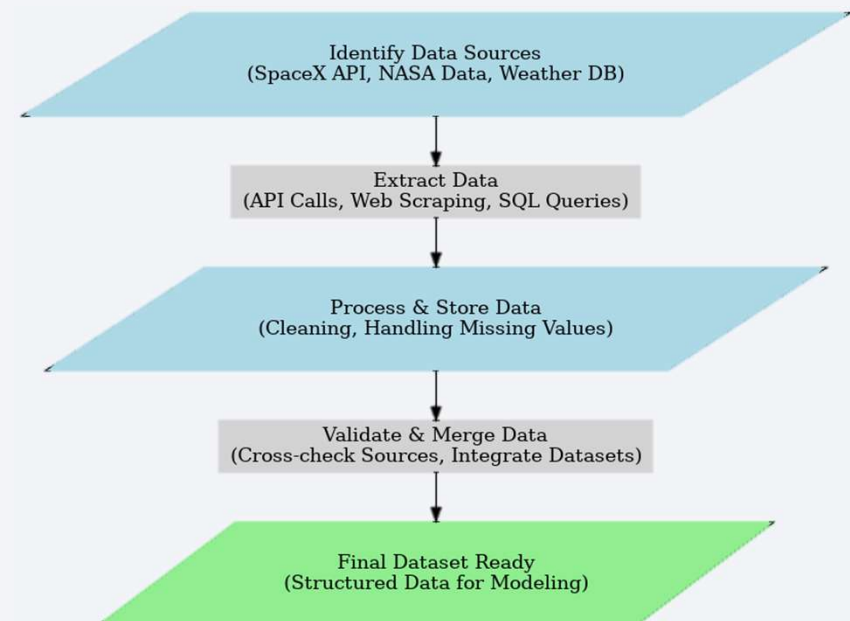 Identify Data Sources
(SpaceX API, NASA Data, Weather DB)
Extract Data
(API Calls, Web Scraping, SQL Queries)
Process & Store Data
(Cleaning, Handling Missing Values)
Validate & Merge Data
(Cross-check Sources, Integrate Datasets)
Final Dataset Ready
(Structured Data for Modeling)